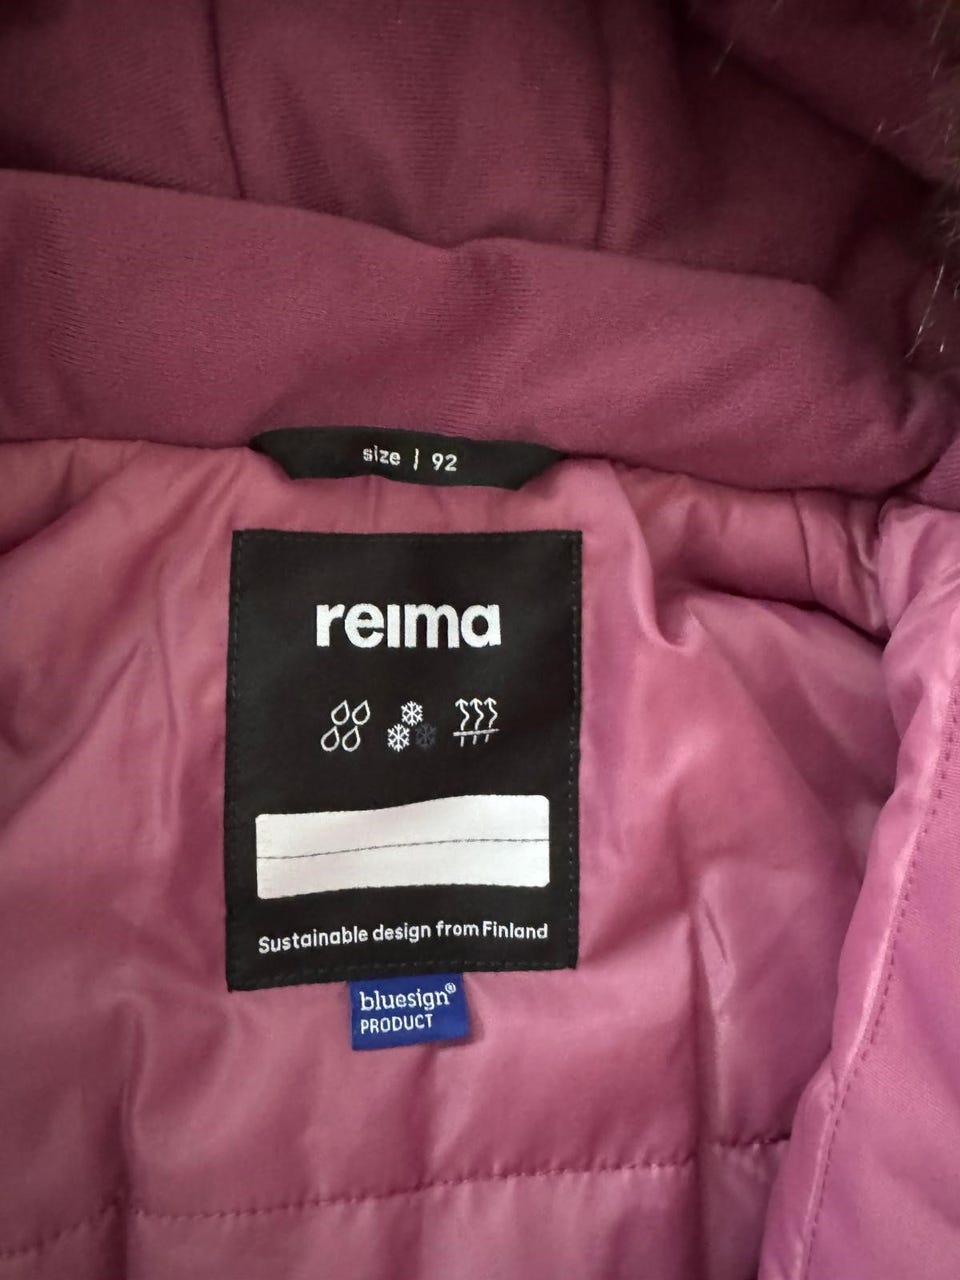 size | 92
reima
Sustainable design from Finland
bluesign®
PRODUCT